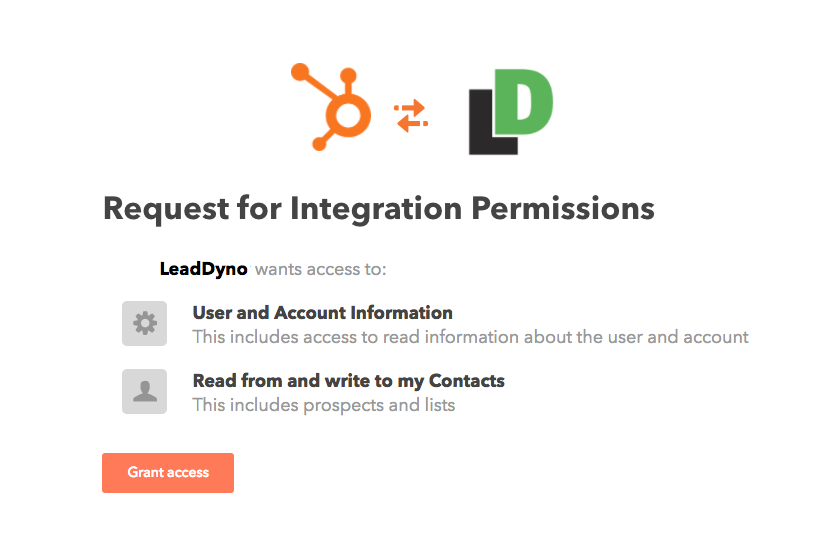 LD
Request for Integration Permissions
LeadDyno wants access to:
User and Account Information
This includes access to read information about the user and account
Read from and write to my Contacts
This includes prospects and lists
Grant access